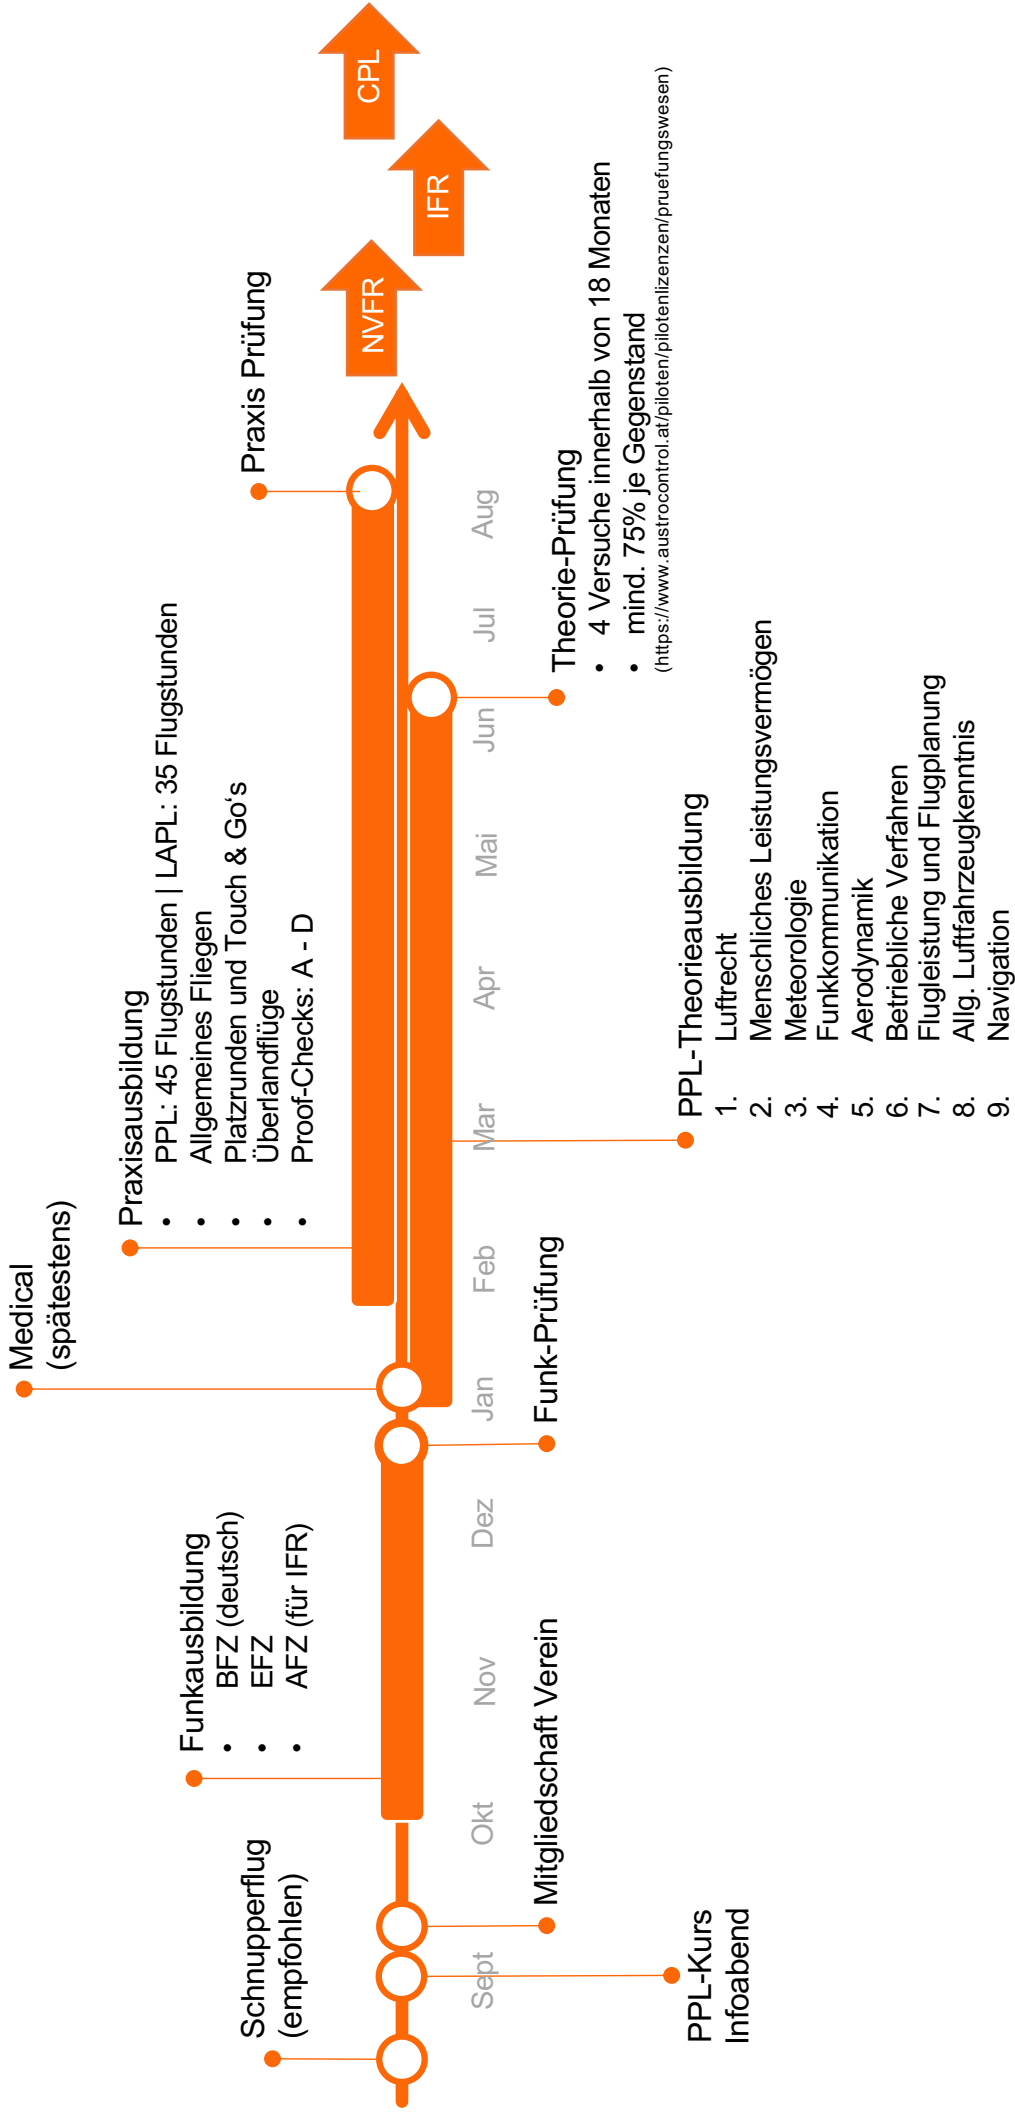 Schnupperflug
(empfohlen)
Funkausbildung
• BFZ (deutsch)
• EFZ
• AFZ (für IFR)
Medical
(spätestens)
Praxisausbildung
• PPL: 45 Flugstunden | LAPL: 35 Flugstunden
• Allgemeines Fliegen
• Platzrunden und Touch & Go‘s
• Überlandflüge
• Proof-Checks: A - D
Praxis Prüfung
NVFR
IFR
CPL
Sept
Okt
Nov
Dez
Jan
Feb
Mar
Apr
Mai
Jun
Jul
Aug
PPL-Kurs
Infoabend
Mitgliedschaft Verein
Funk-Prüfung
PPL-Theorieausbildung
1. Luftrecht
2. Menschliches Leistungsvermögen
3. Meteorologie
4. Funkkommunikation
5. Aerodynamik
6. Betriebliche Verfahren
7. Flugleistung und Flugplanung
8. Allg. Luftfahrzeugkenntnis
9. Navigation
Theorie-Prüfung
• 4 Versuche innerhalb von 18 Monaten
• mind. 75% je Gegenstand
(https://www.austrocontrol.at/piloten/pilotenlizenzen/pruefungswesen)